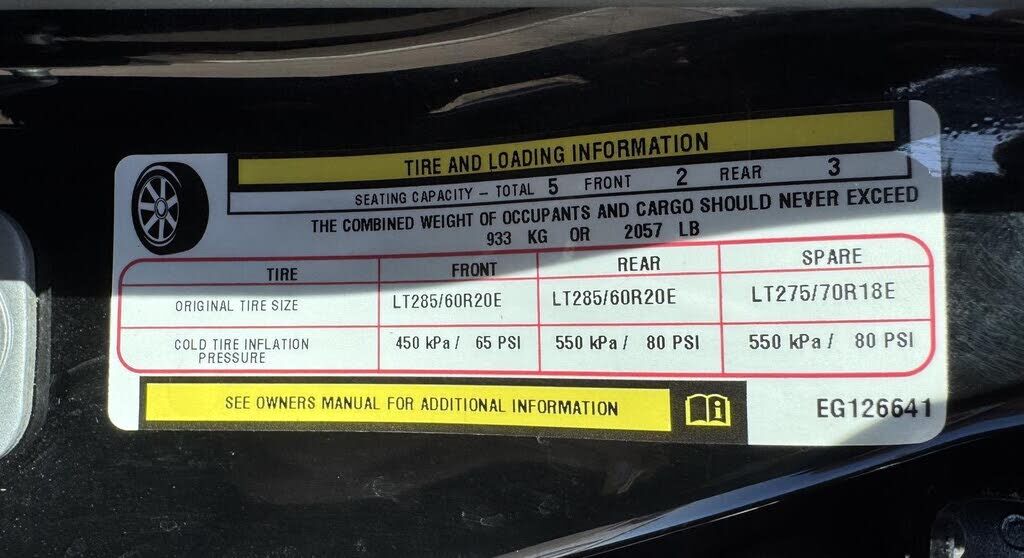 TIRE AND LOADING INFORMATION
SEATING CAPACITY – TOTAL 5 FRONT 2 REAR 3
THE COMBINED WEIGHT OF OCCUPANTS AND CARGO SHOULD NEVER EXCEED
933 KG OR 2057 LB
TIRE FRONT REAR SPARE
ORIGINAL TIRE SIZE LT285/60R20E LT285/60R20E LT275/70R18E
COLD TIRE INFLATION PRESSURE 450 kPa / 65 PSI 550 kPa / 80 PSI 550 kPa / 80 PSI
SEE OWNERS MANUAL FOR ADDITIONAL INFORMATION
EG126641